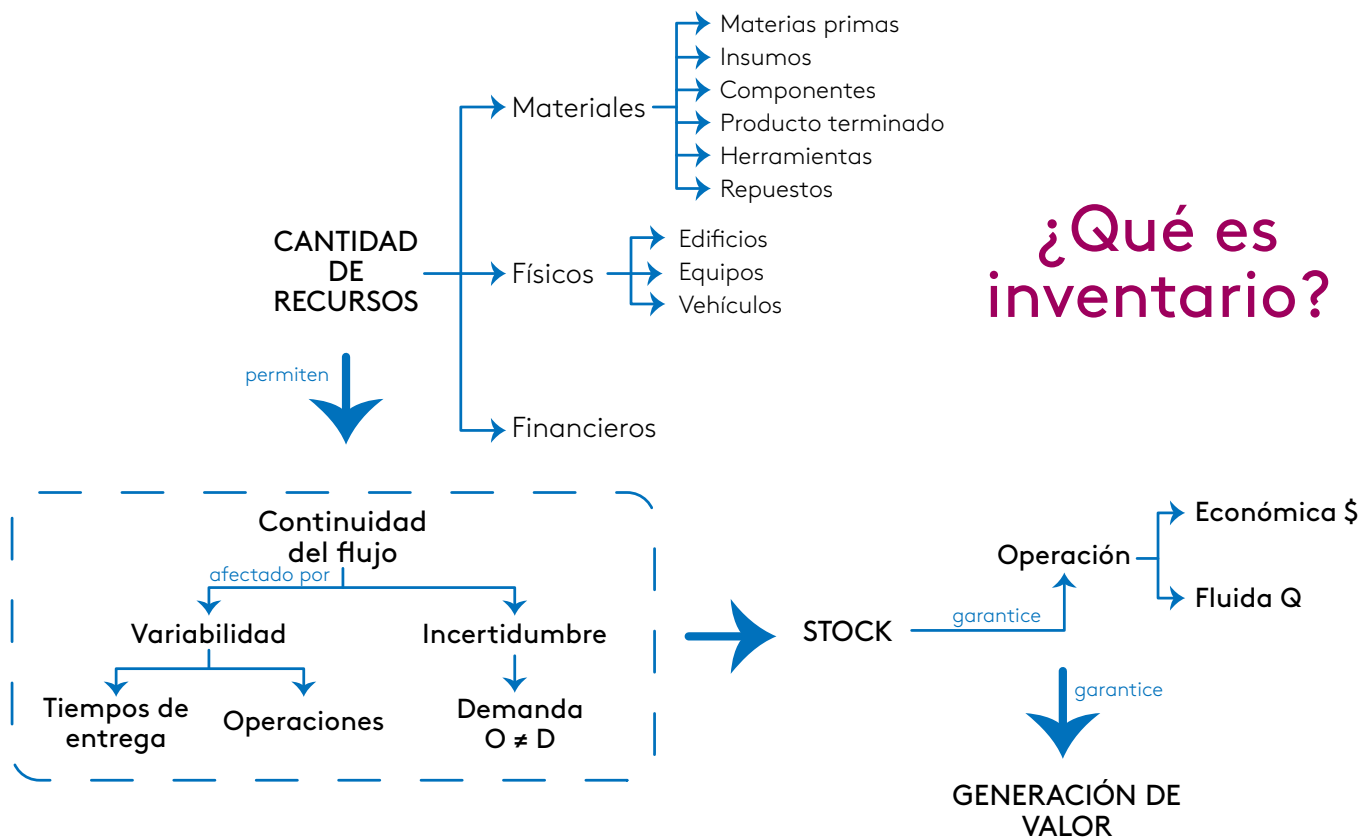 ¿Qué es
inventario?
CANTIDAD
DE
RECURSOS
Materiales
Materias primas
Insumos
Componentes
Producto terminado
Herramientas
Repuestos
Físicos
Edificios
Equipos
Vehículos
Financieros
permiten
Continuidad
del flujo
afectado por
Variabilidad
Incertidumbre
Tiempos de
entrega
Operaciones
Demanda
O ≠ D
STOCK
garantice
Operación
Económica $
Fluida Q
garantice
GENERACIÓN DE
VALOR